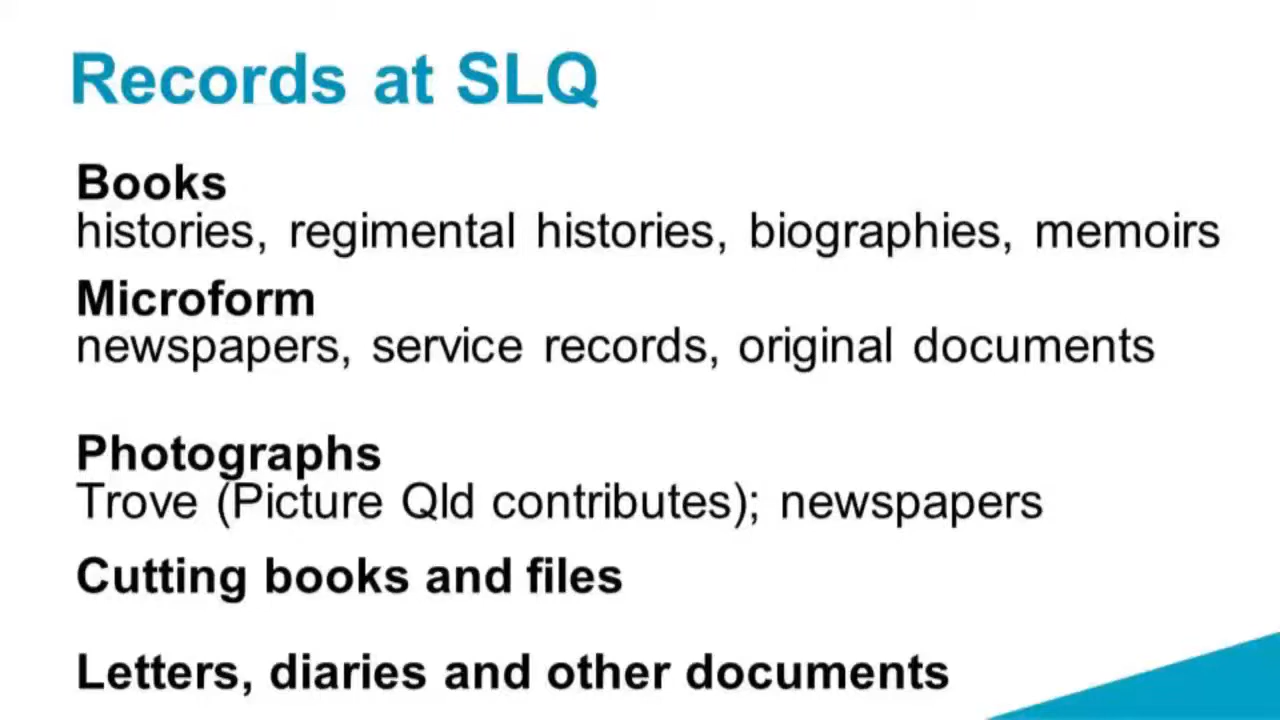 Records at SLQ
Books
histories, regimental histories, biographies, memoirs
Microform
newspapers, service records, original documents
Photographs
Trove (Picture Qld contributes); newspapers
Cutting books and files
Letters, diaries and other documents